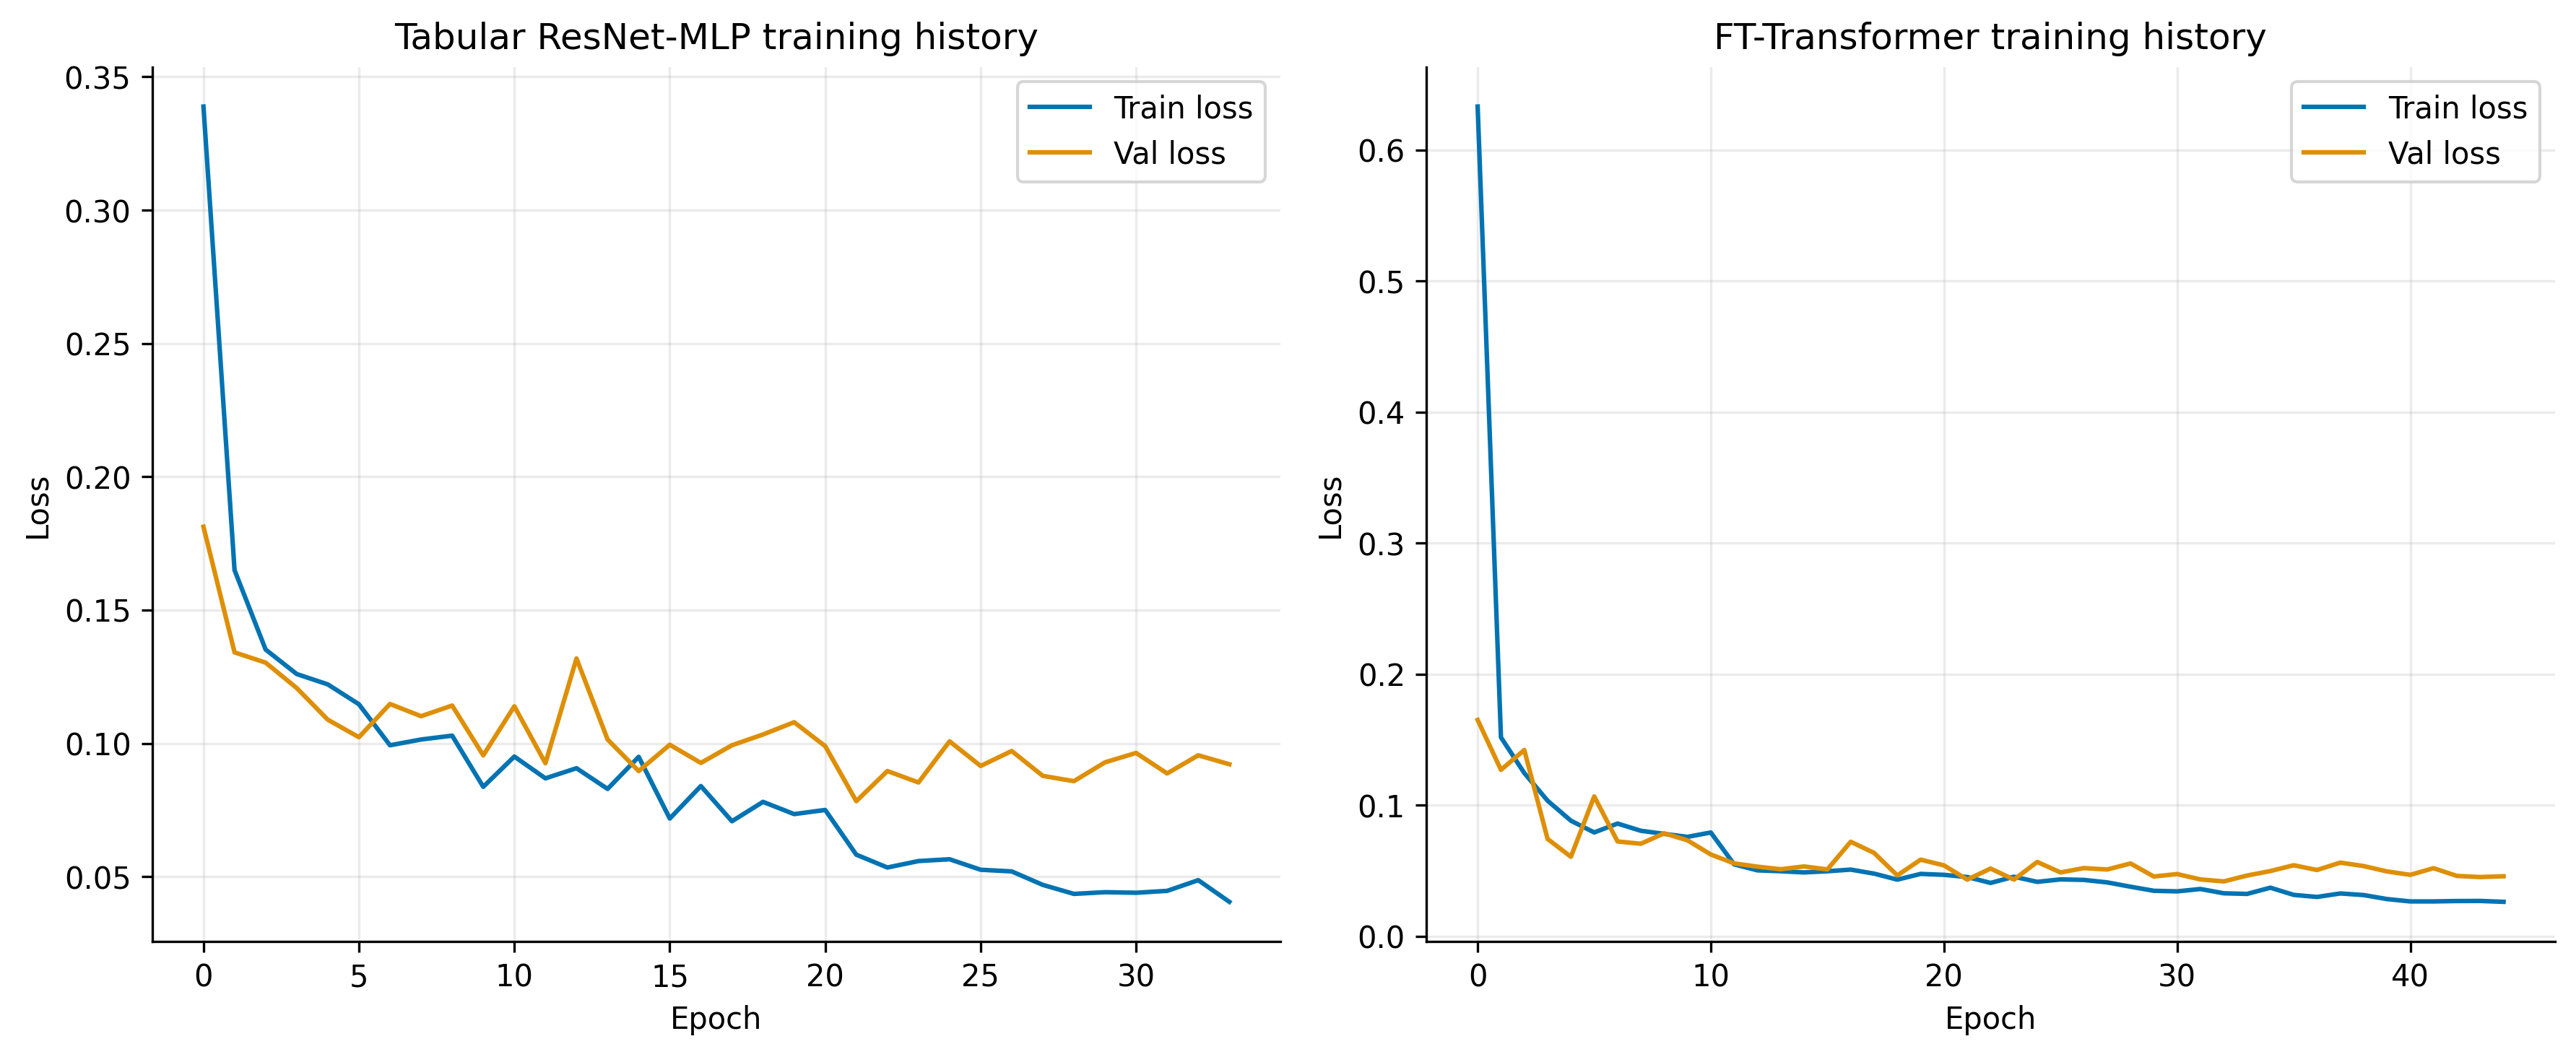 Tabular ResNet-MLP training history
0.35
0.30
0.25
0.20
0.15
0.10
0.05
Loss
0 5 10 15 20 25 30
Epoch
Train loss
Val loss
FT-Transformer training history
0.6
0.5
0.4
0.3
0.2
0.1
0.0
Loss
0 10 20 30 40
Epoch
Train loss
Val loss